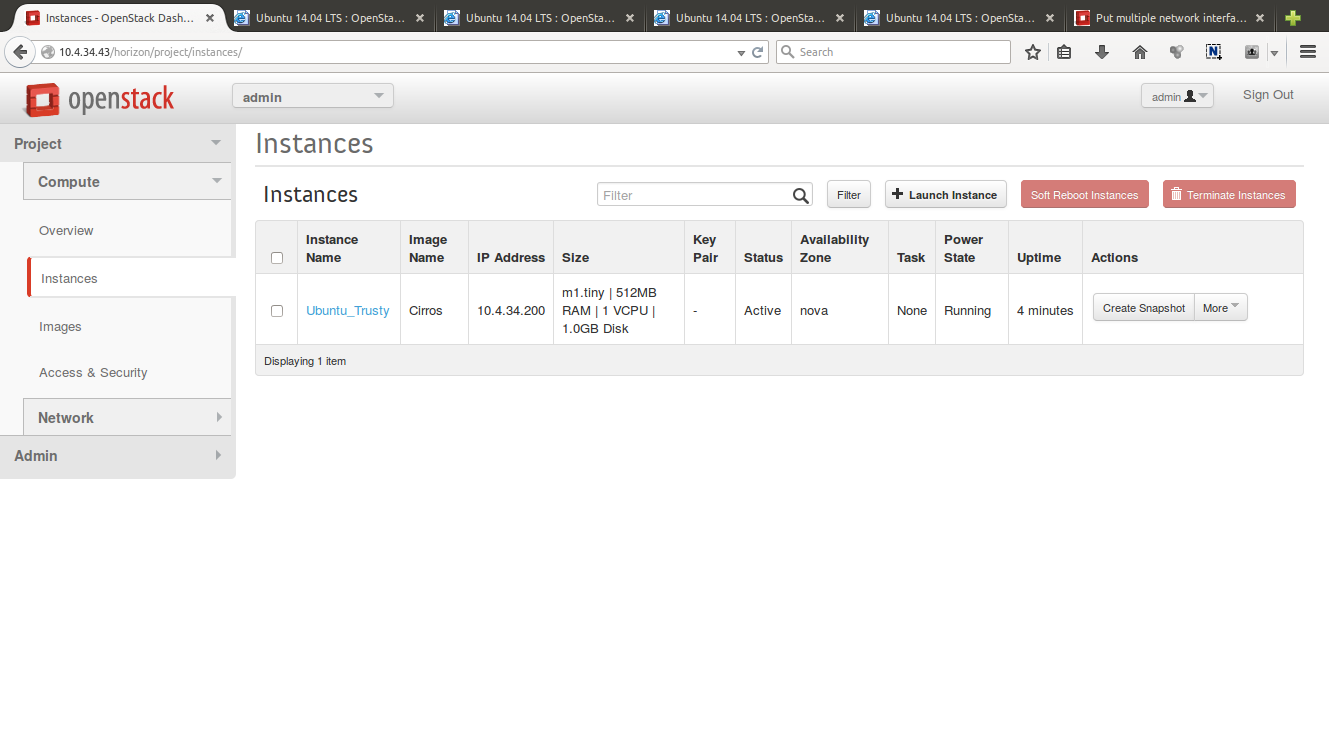 Instances - OpenStack Dash...
Ubuntu 14.04 LTS : OpenSta...
Ubuntu 14.04 LTS : OpenSta...
Ubuntu 14.04 LTS : OpenSta...
Ubuntu 14.04 LTS : OpenSta...
Put multiple network interfa...
10.4.34.43/horizon/project/instances/
Search
openstack
admin
admin
Sign Out
Project
Compute
Overview
Instances
Images
Access & Security
Network
Admin
Instances
Instances
Filter
Filter
Launch Instance
Soft Reboot Instances
Terminate Instances
Instance Name
Image Name
IP Address
Size
Key Pair
Status
Availability Zone
Task
Power State
Uptime
Actions
Ubuntu_Trusty
Cirros
10.4.34.200
m1.tiny | 512MB
RAM | 1 VCPU |
1.0GB Disk
-
Active
nova
None
Running
4 minutes
Create Snapshot
More
Displaying 1 item